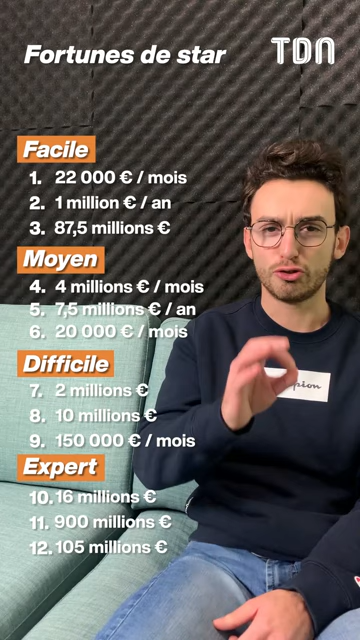 Fortunes de star
TDN
Facile
1. 22 000 € / mois
2. 1 million € / an
3. 87,5 millions €
Moyen
4. 4 millions € / mois
5. 7,5 millions € / an
6. 20 000 € / mois
Difficile
7. 2 millions €
8. 10 millions €
9. 150 000 € / mois
Expert
10. 16 millions €
11. 900 millions €
12. 105 millions €